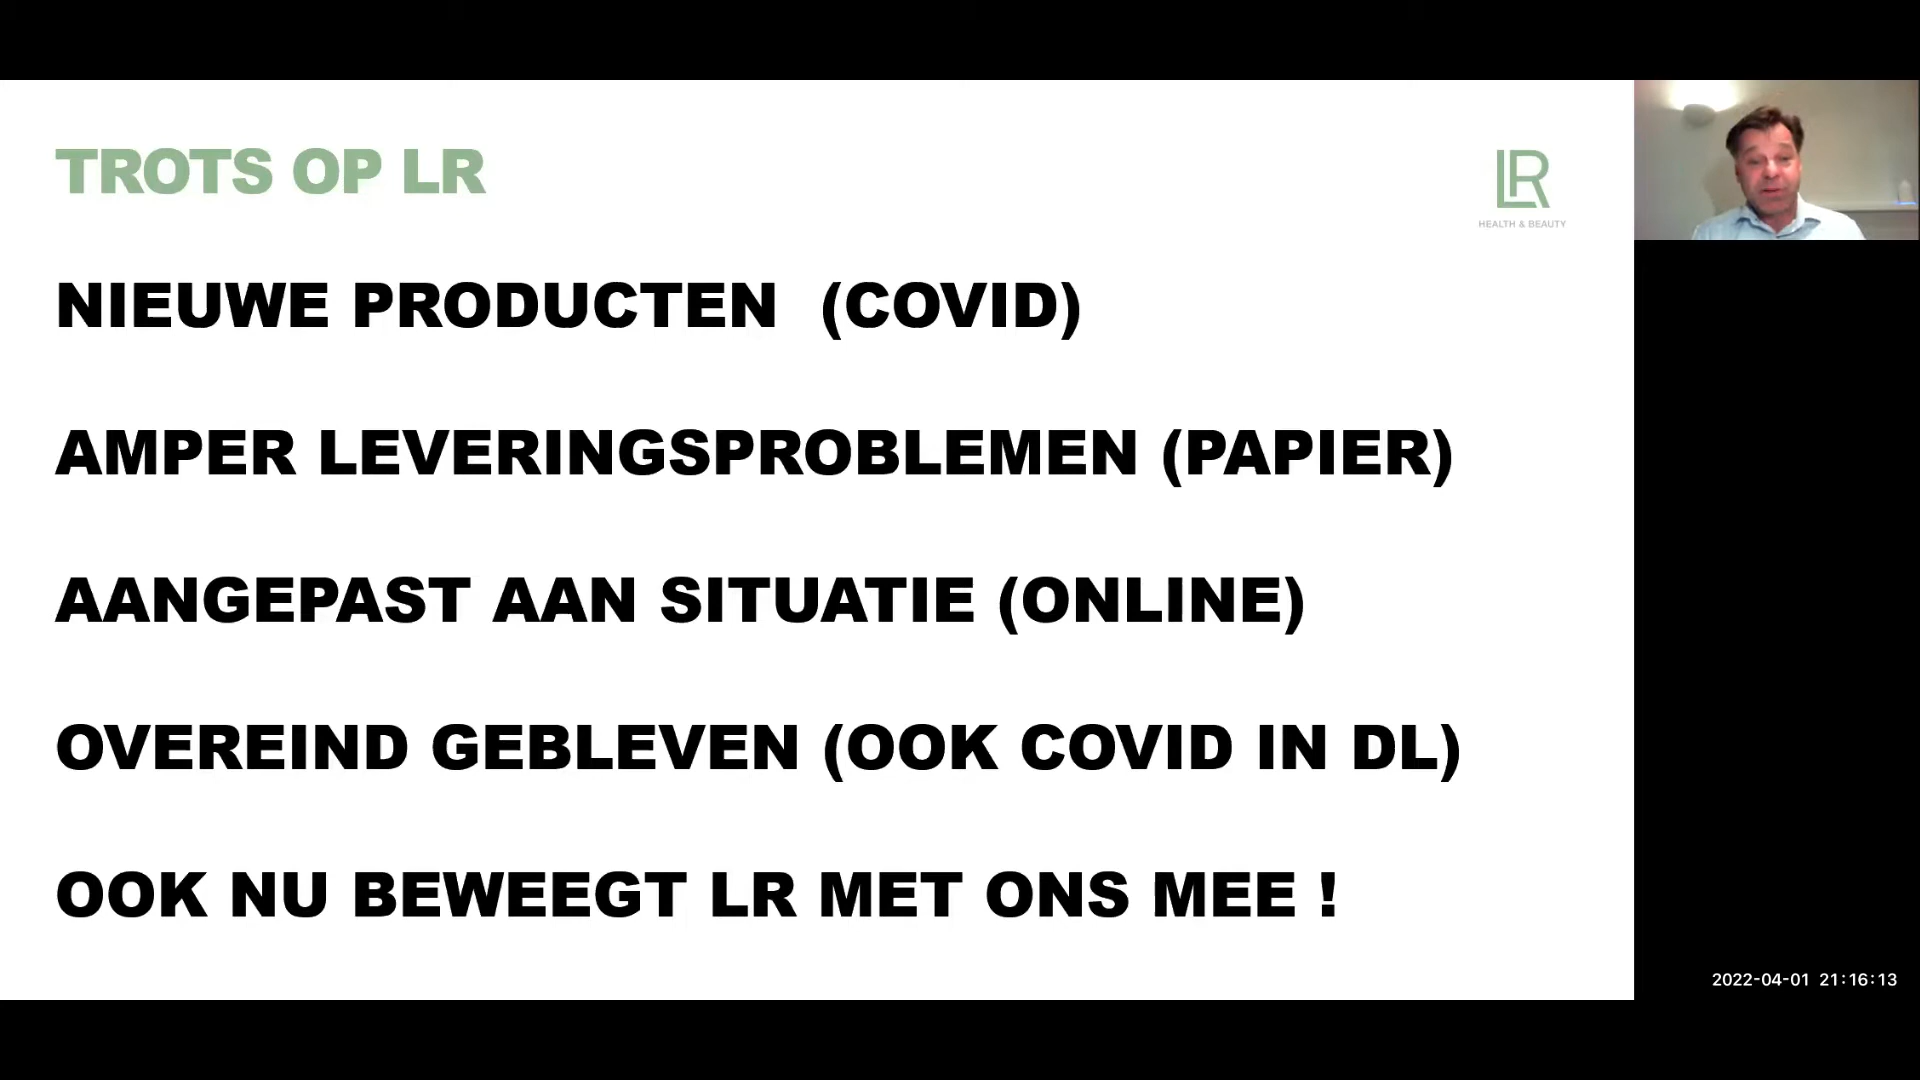 TROTS OP LR
LR
HEALTH & BEAUTY
NIEUWE PRODUCTEN (COVID)
AMPER LEVERINGSPROBLEMEN (PAPIER)
AANGEPAST AAN SITUATIE (ONLINE)
OVEREIND GEBLEVEN (OOK COVID IN DL)
OOK NU BEWEEGT LR MET ONS MEE !
2022-04-01 21:16:13